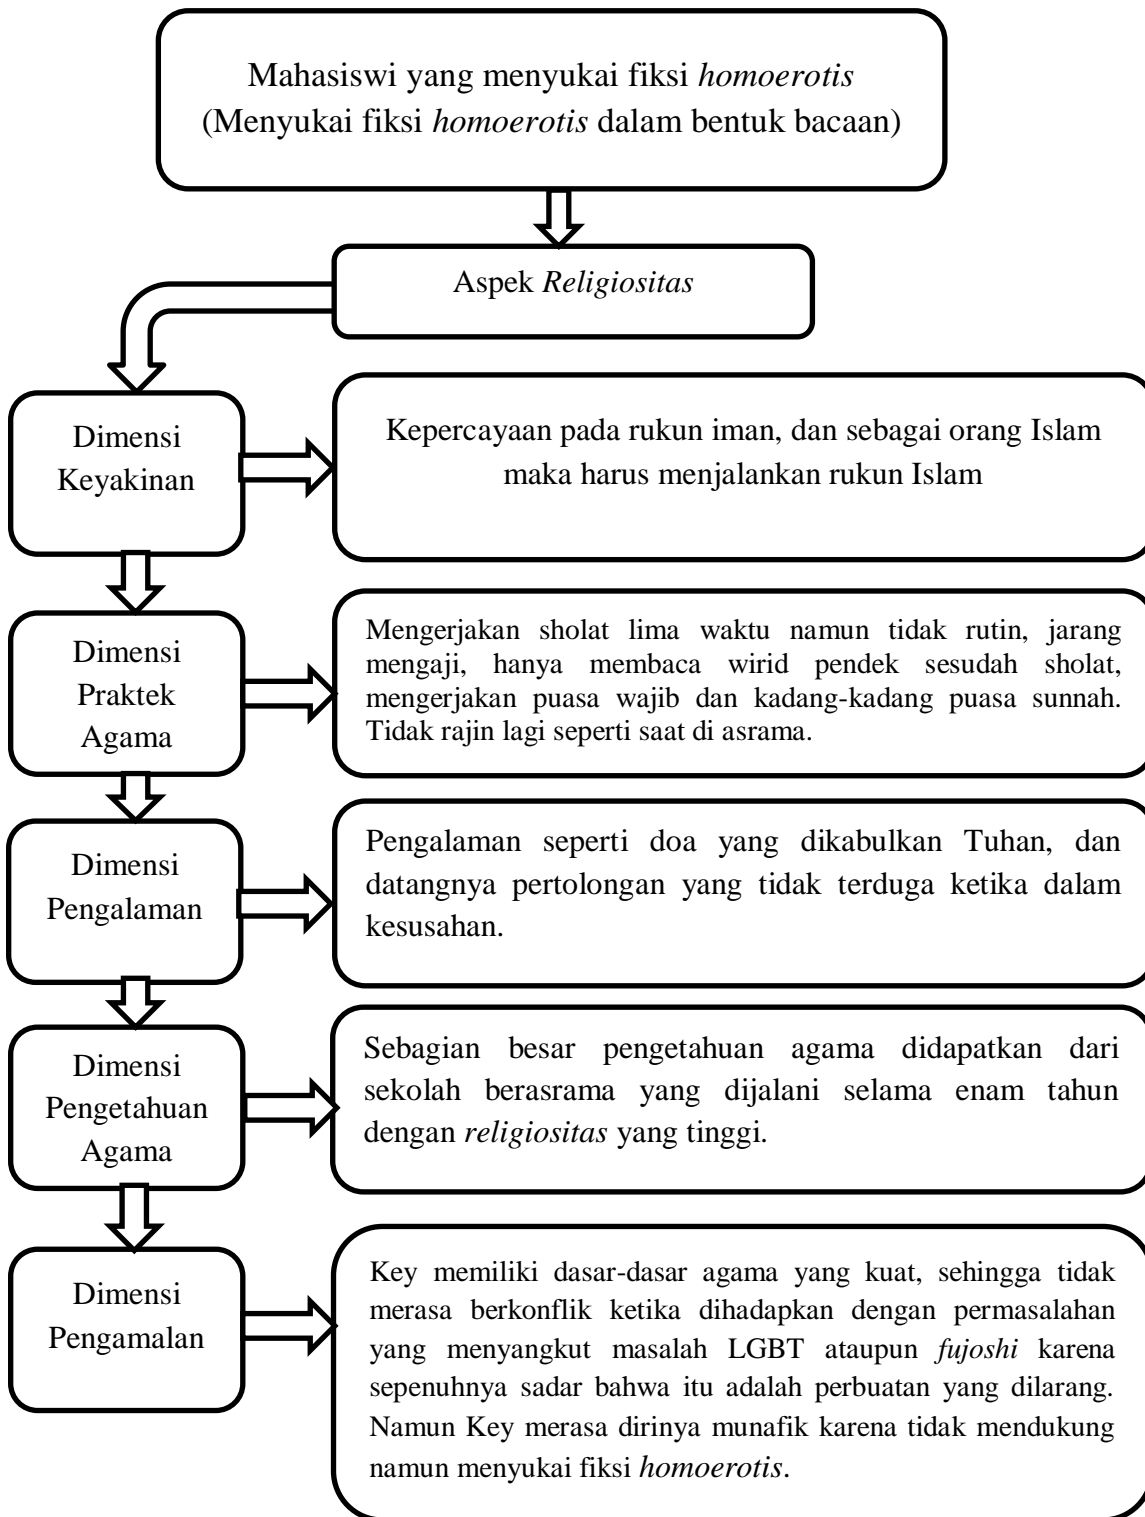 Mahasiswi yang menyukai fiksi homoerotis
(Menyukai fiksi homoerotis dalam bentuk bacaan)
Aspek Religiositas
Dimensi
Keyakinan
Kepercayaan pada rukun iman, dan sebagai orang Islam
maka harus menjalankan rukun Islam
Dimensi
Praktek
Agama
Mengerjakan sholat lima waktu namun tidak rutin, jarang
mengaji, hanya membaca wirid pendek sesudah sholat,
mengerjakan puasa wajib dan kadang-kadang puasa sunnah.
Tidak rajin lagi seperti saat di asrama.
Dimensi
Pengalaman
Pengalaman seperti doa yang dikabulkan Tuhan, dan
datangnya pertolongan yang tidak terduga ketika dalam
kesusahan.
Dimensi
Pengetahuan
Agama
Sebagian besar pengetahuan agama didapatkan dari
sekolah berasrama yang dijalani selama enam tahun
dengan religiositas yang tinggi.
Dimensi
Pengamalan
Key memiliki dasar-dasar agama yang kuat, sehingga tidak
merasa berkonflik ketika dihadapkan dengan permasalahan
yang menyangkut masalah LGBT ataupun fujoshi karena
sepenuhnya sadar bahwa itu adalah perbuatan yang dilarang.
Namun Key merasa dirinya munafik karena tidak mendukung
namun menyukai fiksi homoerotis.